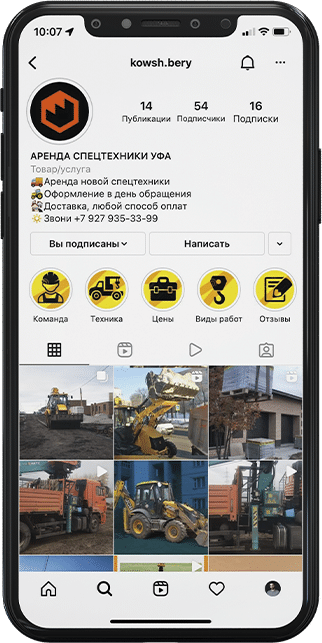 10:07
kowsh.bery
14
54
16
Публикации
Подписчики
Подписки
АРЕНДА СПЕЦТЕХНИКИ УФА
Товар/услуга
🚚Аренда новой спецтехники
🚜Оформление в день обращения
Доставка, любой способ оплат
🔅Звони +7 927 935-33-99
Вы подписаны
Написать
Команда
Техника
Цены
Виды работ
Отзывы